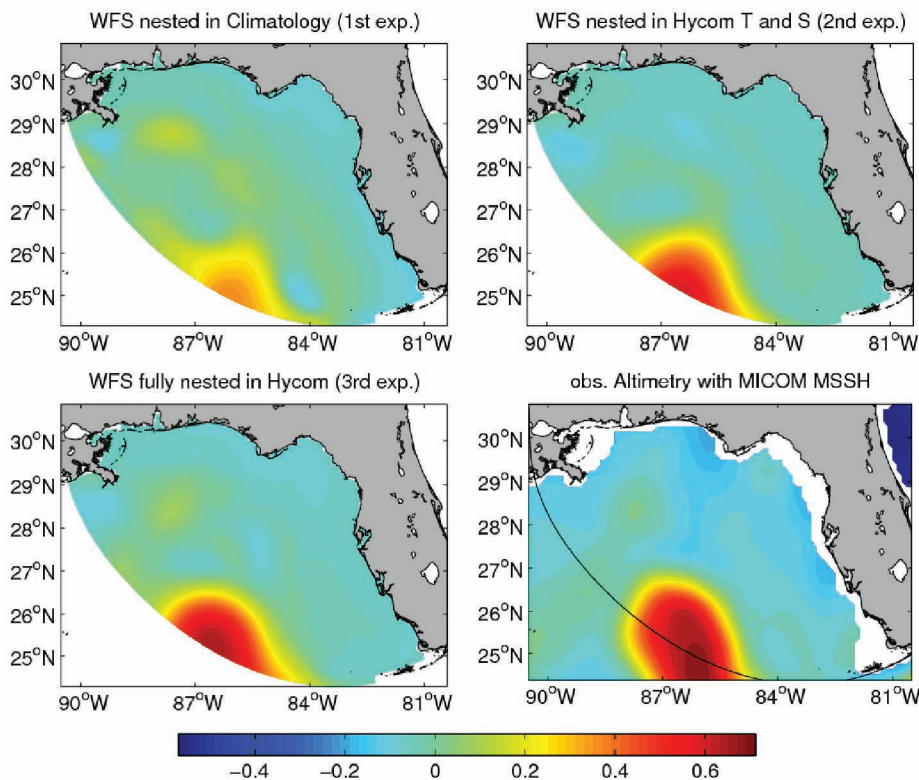 WFS nested in Climatology (1st exp.)
WFS nested in Hycom T and S (2nd exp.)
30°N
29°N
28°N
27°N
26°N
25°N
90°W 87°W 84°W 81°W
30°N
29°N
28°N
27°N
26°N
25°N
90°W 87°W 84°W 81°W
WFS fully nested in Hycom (3rd exp.)
obs. Altimetry with MICOM MSSH
30°N
29°N
28°N
27°N
26°N
25°N
90°W 87°W 84°W 81°W
30°N
29°N
28°N
27°N
26°N
25°N
90°W 87°W 84°W 81°W
−0.4 −0.2 0 0.2 0.4 0.6